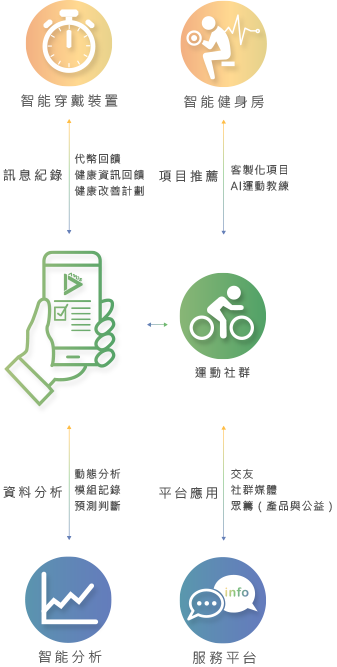 智能穿戴裝置
智能健身房
訊息紀錄
代幣回饋
健康資訊回饋
健康改善計劃
項目推薦
客製化項目
AI運動教練
運動社群
資料分析
動態分析
模組記錄
預測判斷
平台應用
交友
社群媒體
眾籌（產品與公益）
info
智能分析
服務平台